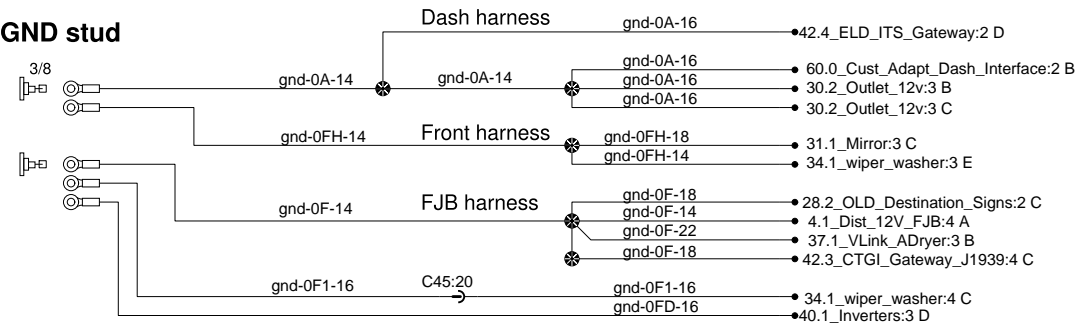 GND stud
Dash harness
gnd-0A-16
42.4_ELD_ITS_Gateway:2 D
3/8
gnd-0A-14
gnd-0A-14
gnd-0A-16
60.0_Cust_Adapt_Dash_Interface:2 B
gnd-0A-16
30.2_Outlet_12v:3 B
gnd-0A-16
30.2_Outlet_12v:3 C
gnd-0FH-14
Front harness
gnd-0FH-18
31.1_Mirror:3 C
gnd-0FH-14
34.1_wiper_washer:3 E
gnd-0F-14
FJB harness
gnd-0F-18
28.2_OLD_Destination_Signs:2 C
gnd-0F-14
4.1_Dist_12V_FJB:4 A
gnd-0F-22
37.1_VLink_ADryer:3 B
gnd-0F-18
42.3_CTGI_Gateway_J1939:4 C
gnd-0F1-16
C45:20
gnd-0F1-16
34.1_wiper_washer:4 C
gnd-0FD-16
40.1_Inverters:3 D